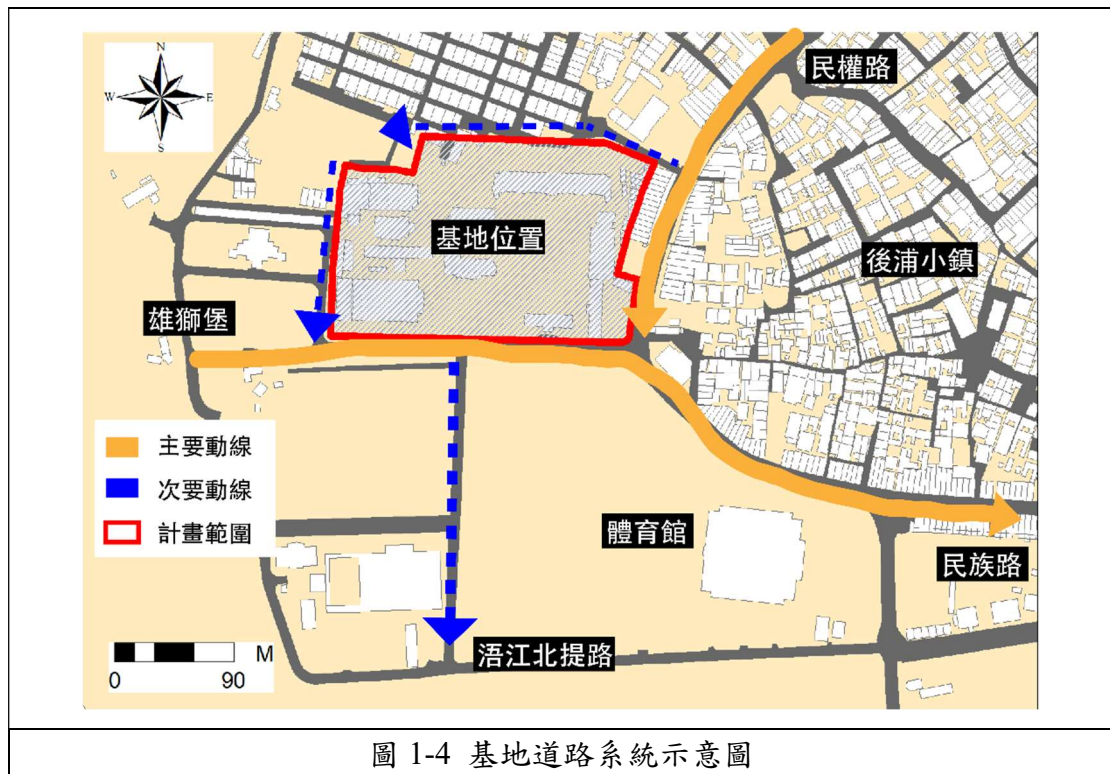 N
W
E
S
民權路
基地位置
後浦小鎮
雄獅堡
主要動線
次要動線
計畫範圍
體育館
民族路
浯江北提路
M
0
90
圖 1-4 基地道路系統示意圖